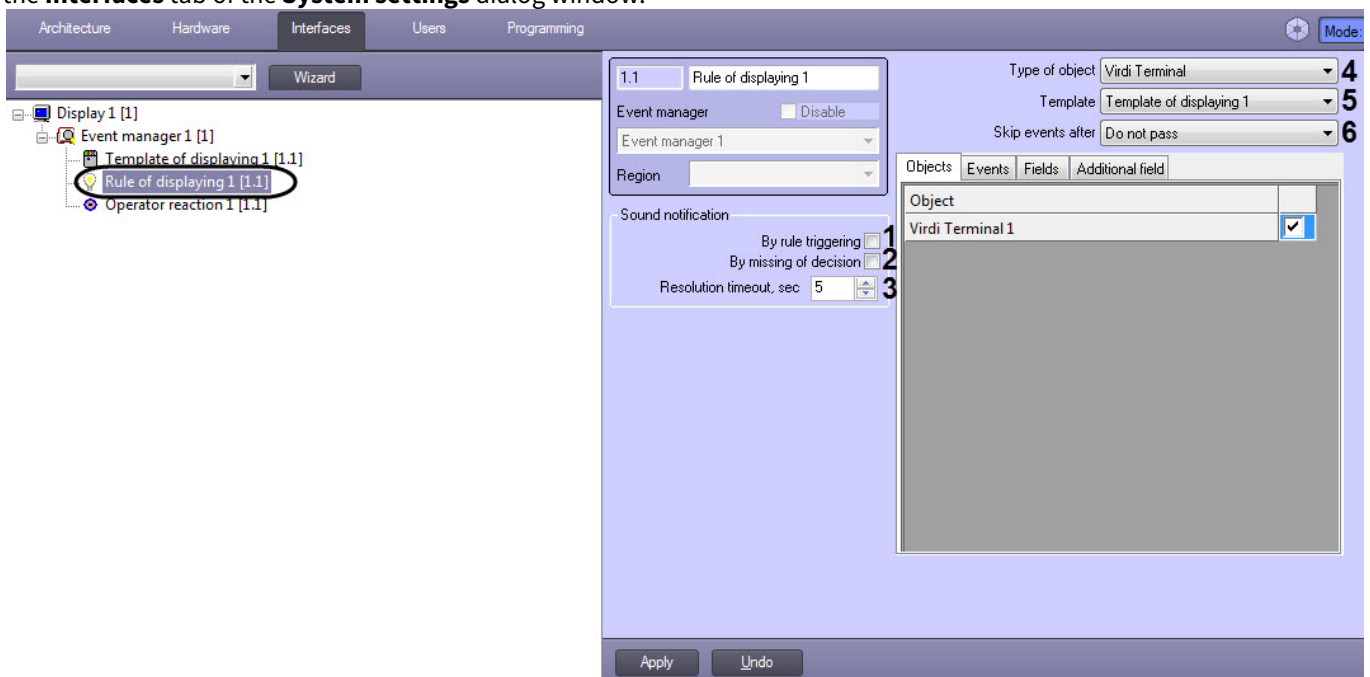 the Interfaces tab of the System settings dialog window.
Architecture Hardware Interfaces Users Programming Mode:
Wizard
Display 1 [1]
Event manager 1 [1]
Template of displaying 1 [1.1]
Rule of displaying 1 [1.1]
Operator reaction 1 [1.1]
1.1 Rule of displaying 1
Event manager Disable
Event manager 1
Region
Sound notification
By rule triggering 1
By missing of decision 2
Resolution timeout, sec 5 3
Type of object Virdi Terminal 4
Template Template of displaying 1 5
Skip events after Do not pass 6
Objects Events Fields Additional field
Object
Virdi Terminal 1
Apply Undo